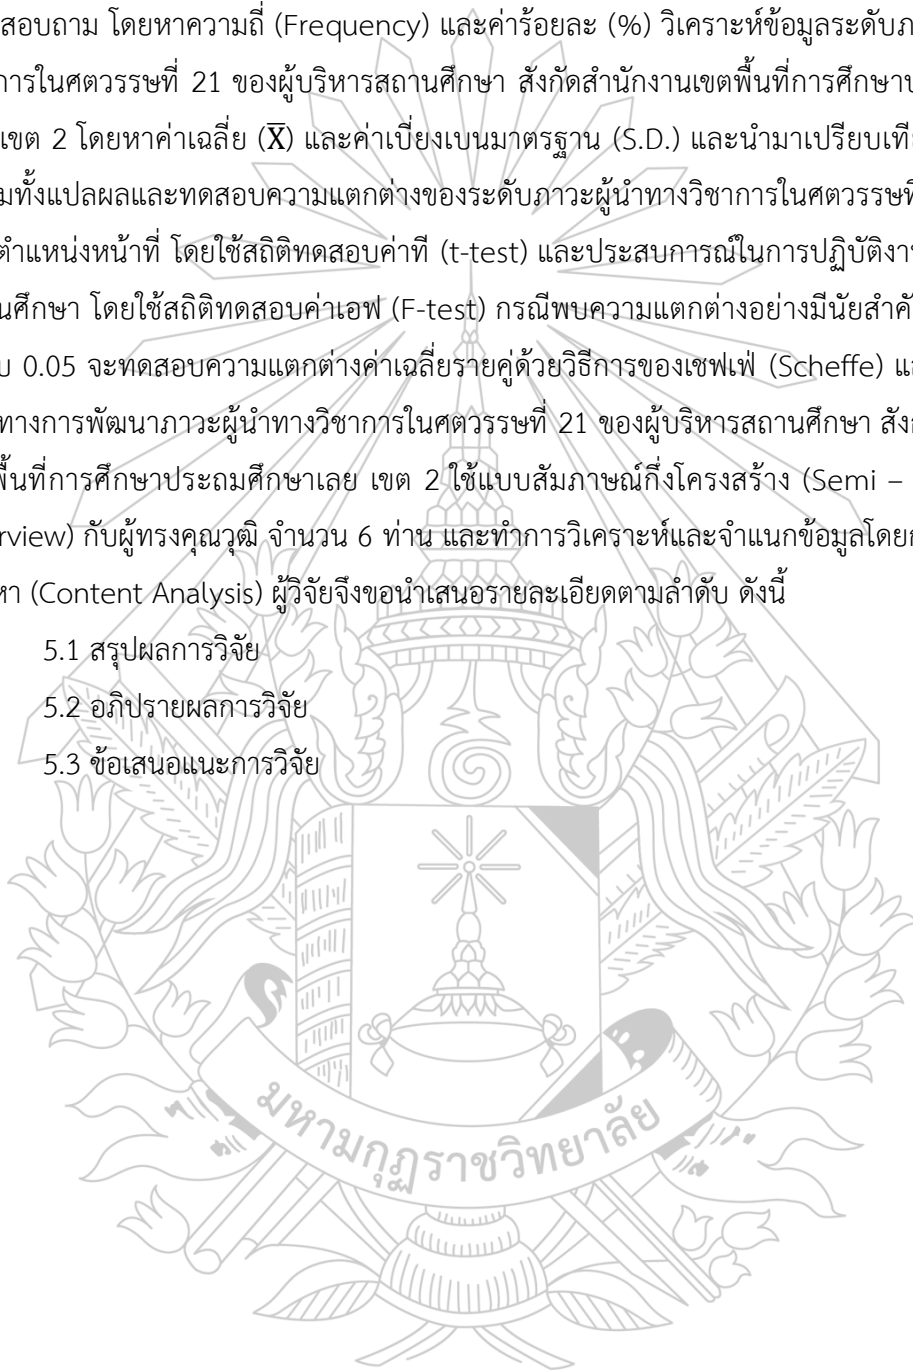 สอบถาม โดยหาความถี่ (Frequency) และค่าร้อยละ (%) วิเคราะห์ข้อมูลระดับภ
การในศตวรรษที่ 21 ของผู้บริหารสถานศึกษา สังกัดสำนักงานเขตพื้นที่การศึกษาป
เขต 2 โดยหาค่าเฉลี่ย (X̅) และค่าเบี่ยงเบนมาตรฐาน (S.D.) และนำมาเปรียบเที
มทั้งแปลผลและทดสอบความแตกต่างของระดับภาวะผู้นำทางวิชาการในศตวรรษที่
ตำแหน่งหน้าที่ โดยใช้สถิติทดสอบค่าที (t-test) และประสบการณ์ในการปฏิบัติงา
นศึกษา โดยใช้สถิติทดสอบค่าเอฟ (F-test) กรณีพบความแตกต่างอย่างมีนัยสำคั
บ 0.05 จะทดสอบความแตกต่างค่าเฉลี่ยรายคู่ด้วยวิธีการของเชฟเฟ่ (Scheffe) แ
ทางการพัฒนาภาวะผู้นำทางวิชาการในศตวรรษที่ 21 ของผู้บริหารสถานศึกษา สัง
พื้นที่การศึกษาประถมศึกษาเลย เขต 2 ใช้แบบสัมภาษณ์กึ่งโครงสร้าง (Semi –
rview) กับผู้ทรงคุณวุฒิ จำนวน 6 ท่าน และทำการวิเคราะห์และจำแนกข้อมูลโดยก
หา (Content Analysis) ผู้วิจัยจึงขอนำเสนอรายละเอียดตามลำดับ ดังนี้
5.1 สรุปผลการวิจัย
5.2 อภิปรายผลการวิจัย
5.3 ข้อเสนอแนะการวิจัย
มหามกุฏราชวิทยาลัย